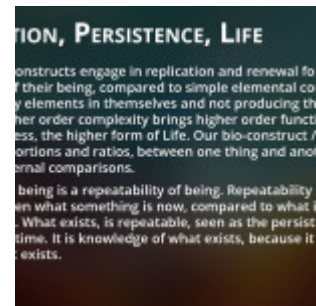 TION, PERSISTENCE, LIFE
onstructs engage in replication and renewal fo
f their being, compared to simple elemental co
y elements in themselves and not producing th
her order complexity brings higher order functi
ess, the higher form of Life. Our bio-construct /
ortions and ratios, between one thing and anot
ernal comparisons.
being is a repeatability of being. Repeatability
en what something is now, compared to what i
. What exists, is repeatable, seen as the persist
time. It is knowledge of what exists, because it
t exists.